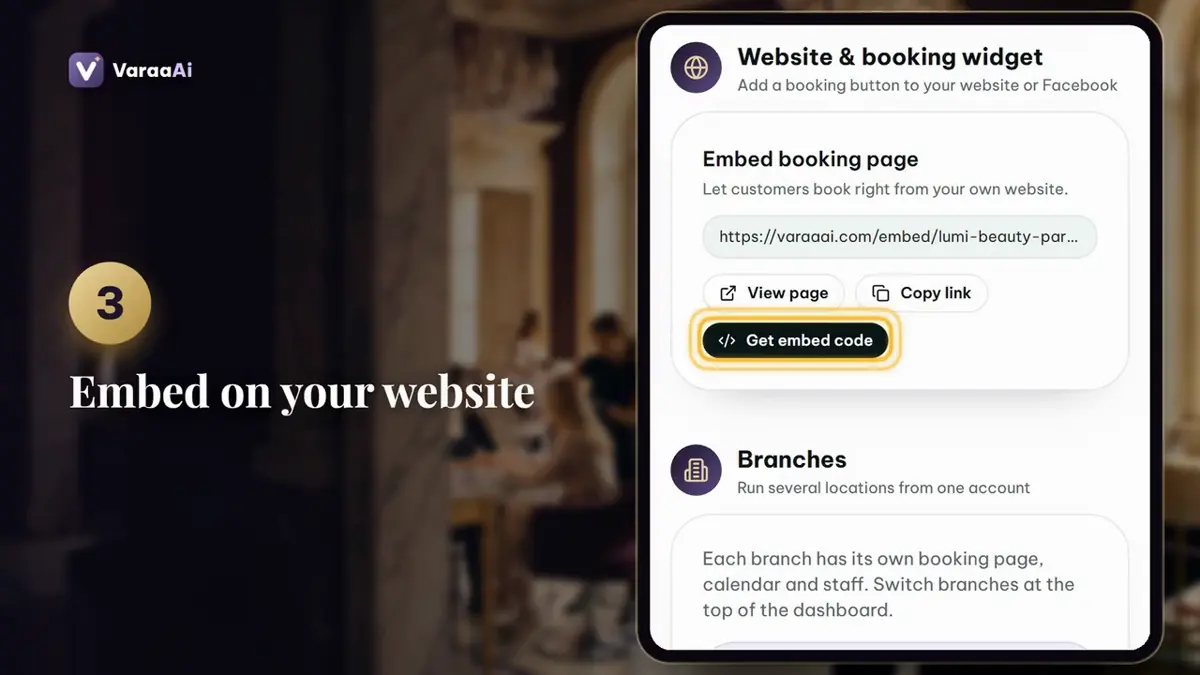 VaraaAi
3
Embed on your website
Website & booking widget
Add a booking button to your website or Facebook
Embed booking page
Let customers book right from your own website.
https://varaaai.com/embed/lumi-beauty-par...
View page
Copy link
</> Get embed code
Branches
Run several locations from one account
Each branch has its own booking page,
calendar and staff. Switch branches at the
top of the dashboard.